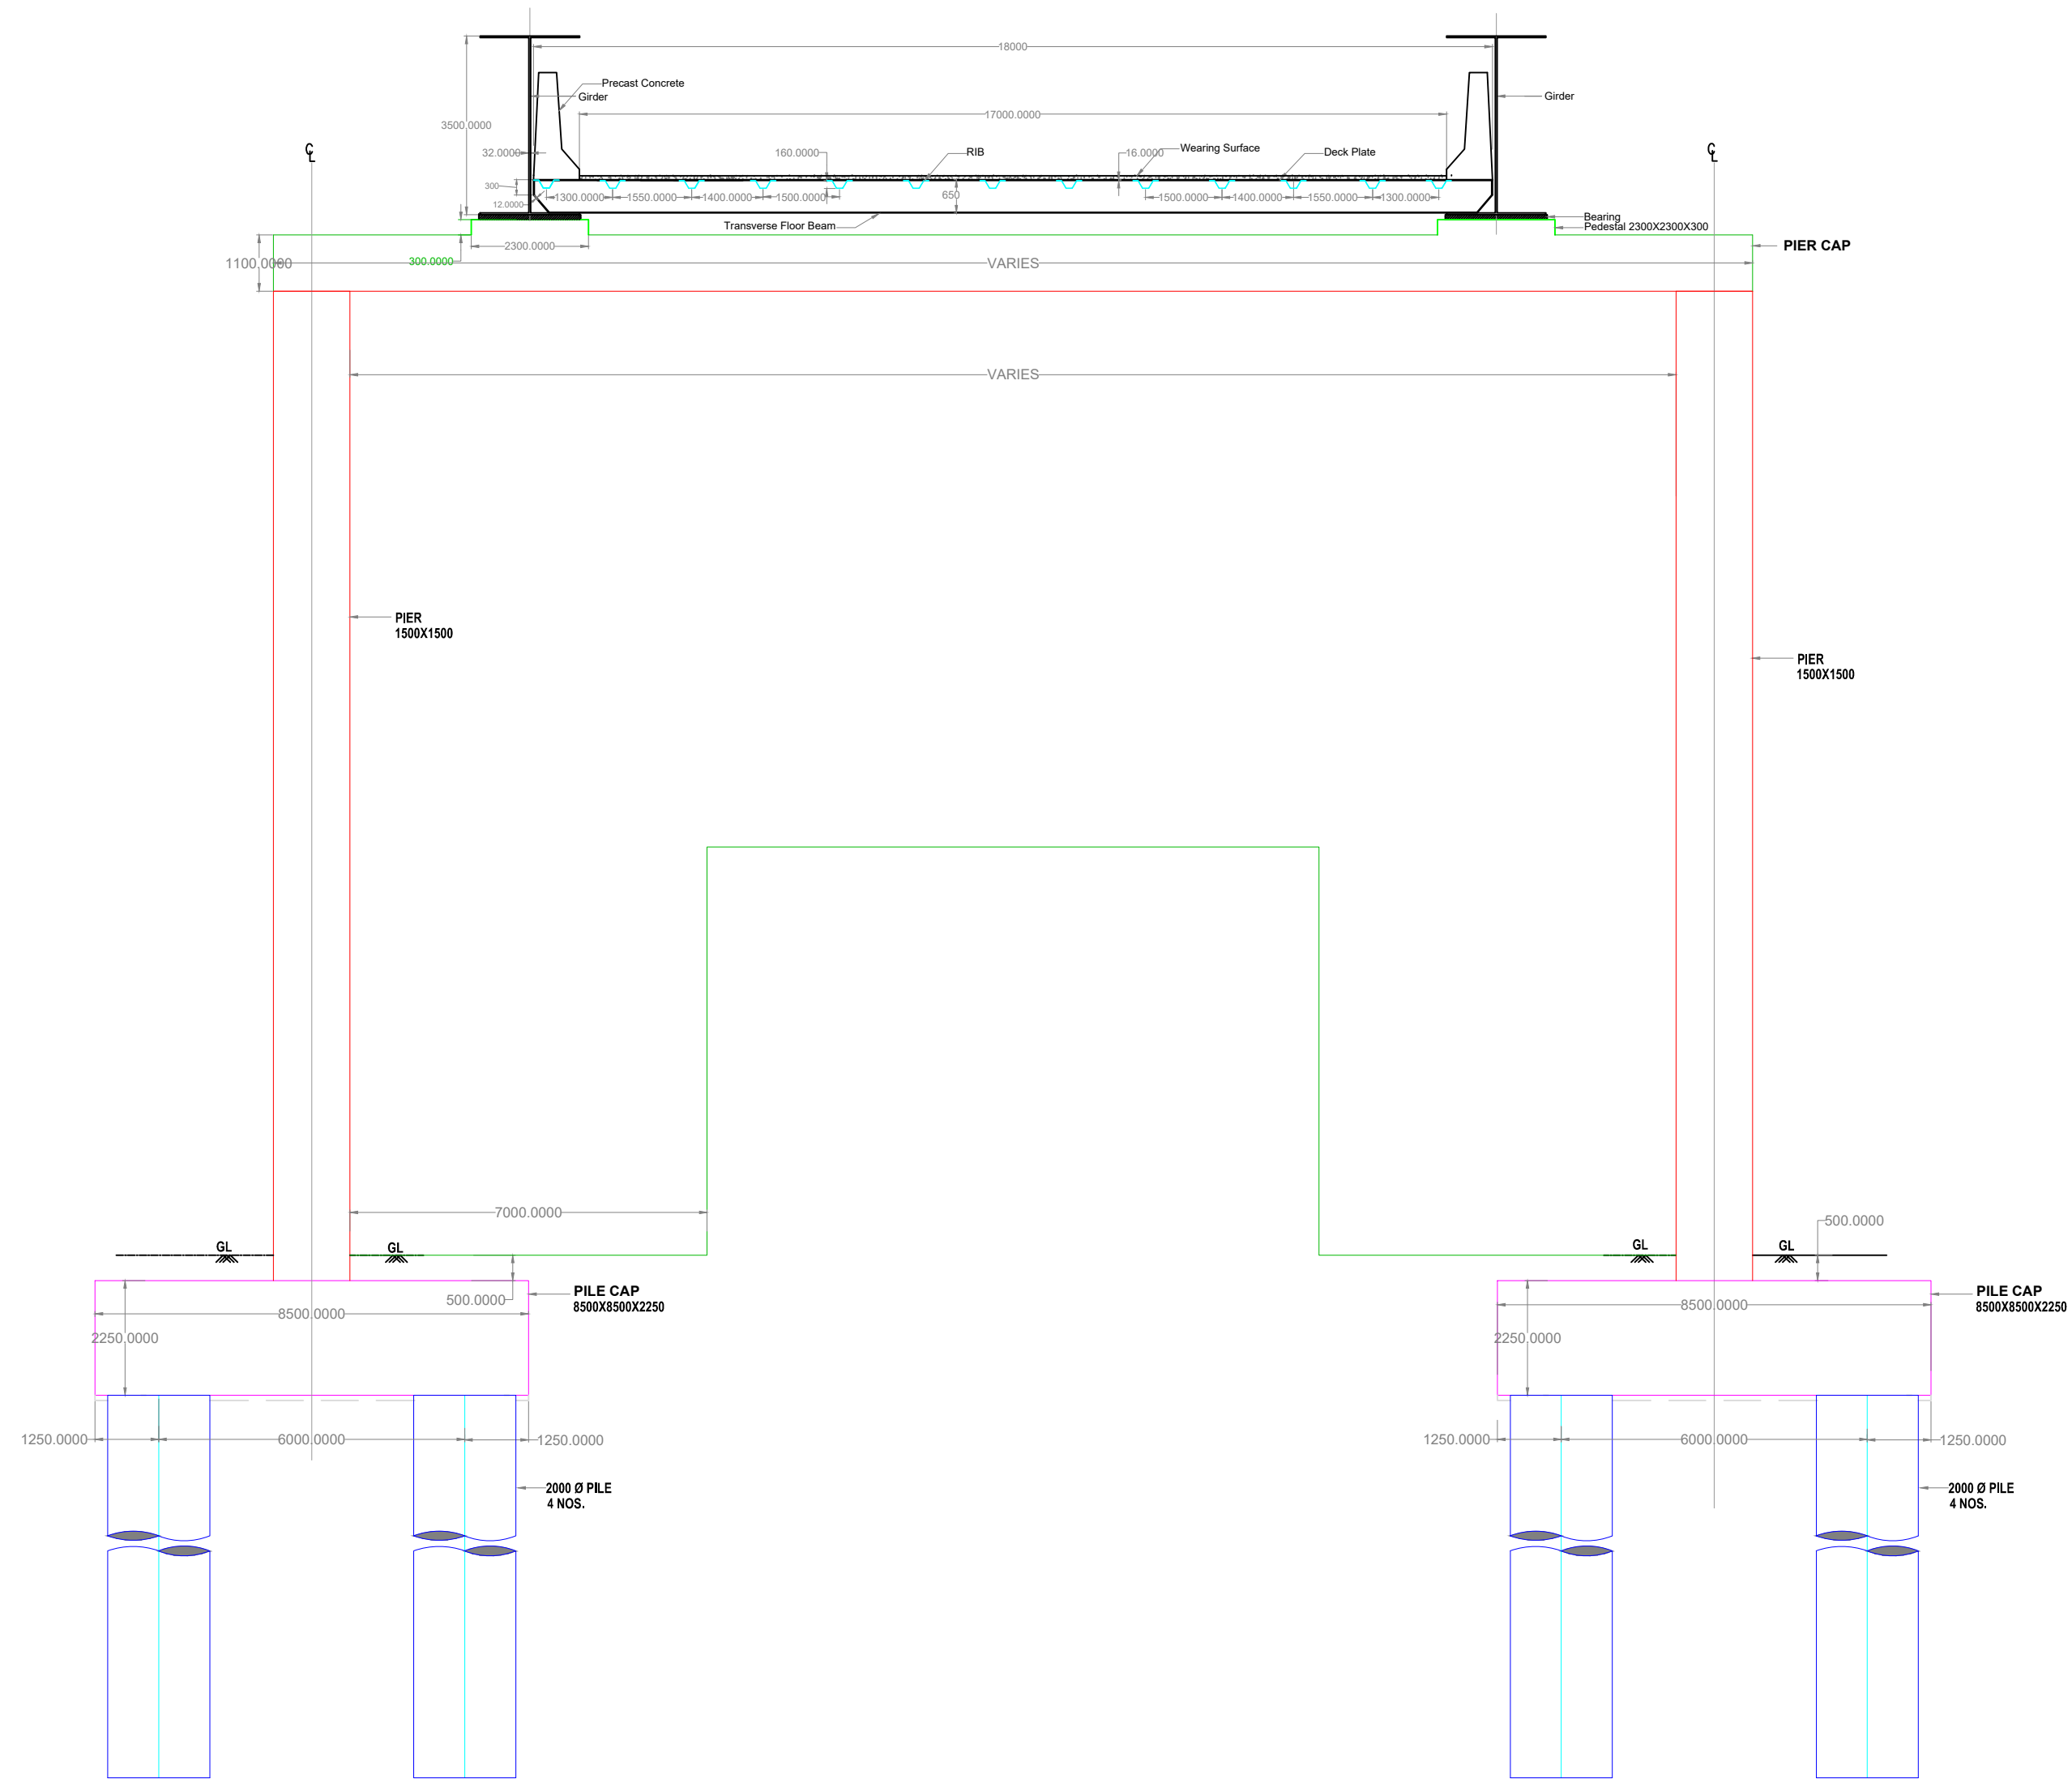 18000
Precast Concrete
Girder
Girder
3500.0000
17000.0000
℄
℄
32.0000
160.0000
RIB
16.0000
Wearing Surface
Deck Plate
300
12.0000
1300.0000
1550.0000
1400.0000
1500.0000
650
1500.0000
1400.0000
1550.0000
1300.0000
Transverse Floor Beam
Bearing
Pedestal 2300X2300X300
2300.0000
PIER CAP
300.0000
1100.0000
VARIES
VARIES
PIER
1500X1500
PIER
1500X1500
7000.0000
500.0000
GL
GL
GL
GL
PILE CAP
8500X8500X2250
500.0000
8500.0000
2250.0000
PILE CAP
8500X8500X2250
8500.0000
2250.0000
1250.0000
6000.0000
1250.0000
1250.0000
6000.0000
1250.0000
2000 Ø PILE
4 NOS.
2000 Ø PILE
4 NOS.